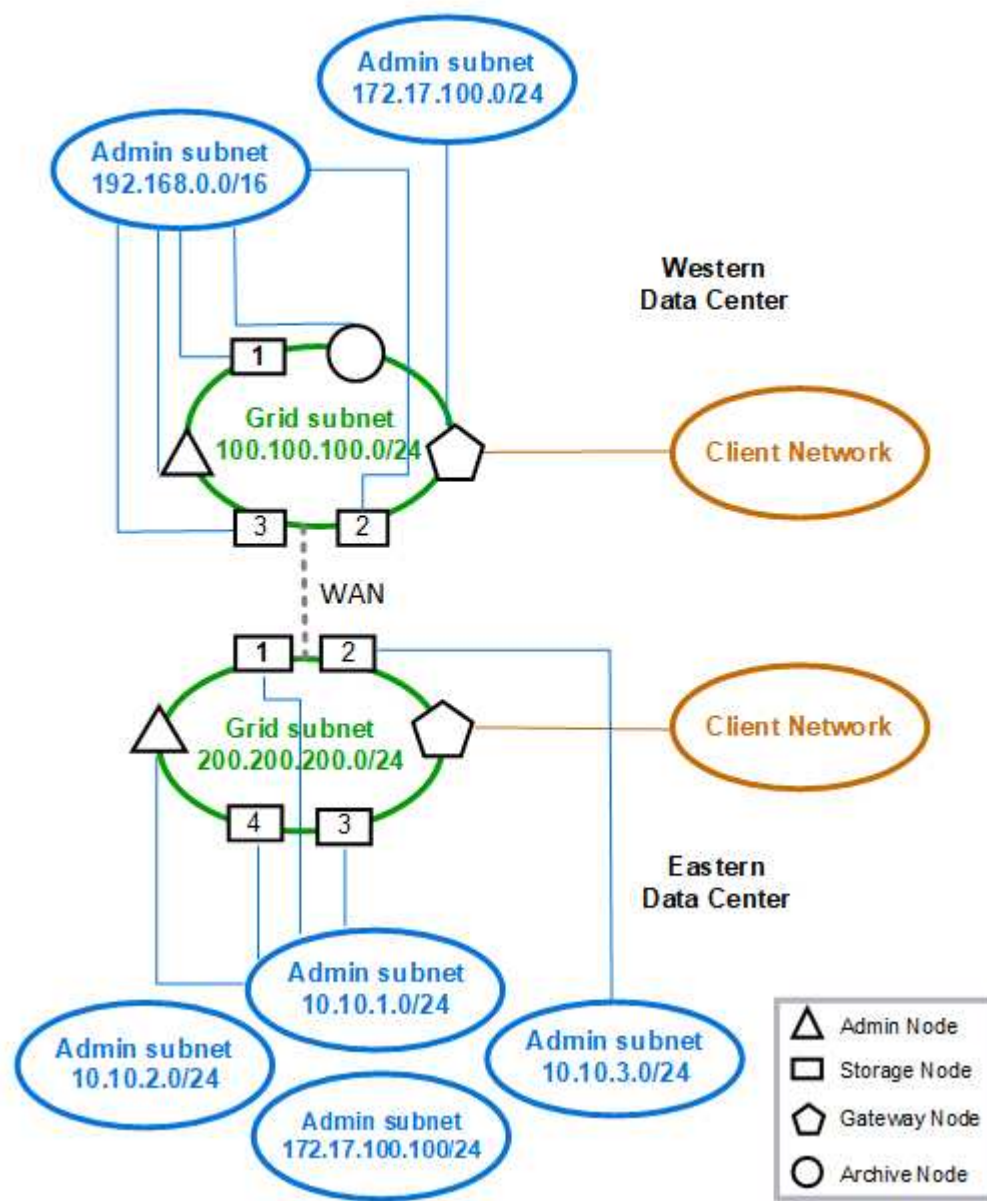 Admin subnet
172.17.100.0/24
Admin subnet
192.168.0.0/16
Western
Data Center
1
Grid subnet
100.100.100.0/24
Client Network
3
2
WAN
1
2
Grid subnet
200.200.200.0/24
Client Network
4
3
Eastern
Data Center
Admin subnet
10.10.1.0/24
Admin subnet
10.10.2.0/24
Admin subnet
10.10.3.0/24
Admin subnet
172.17.100.100/24
Admin Node
Storage Node
Gateway Node
Archive Node